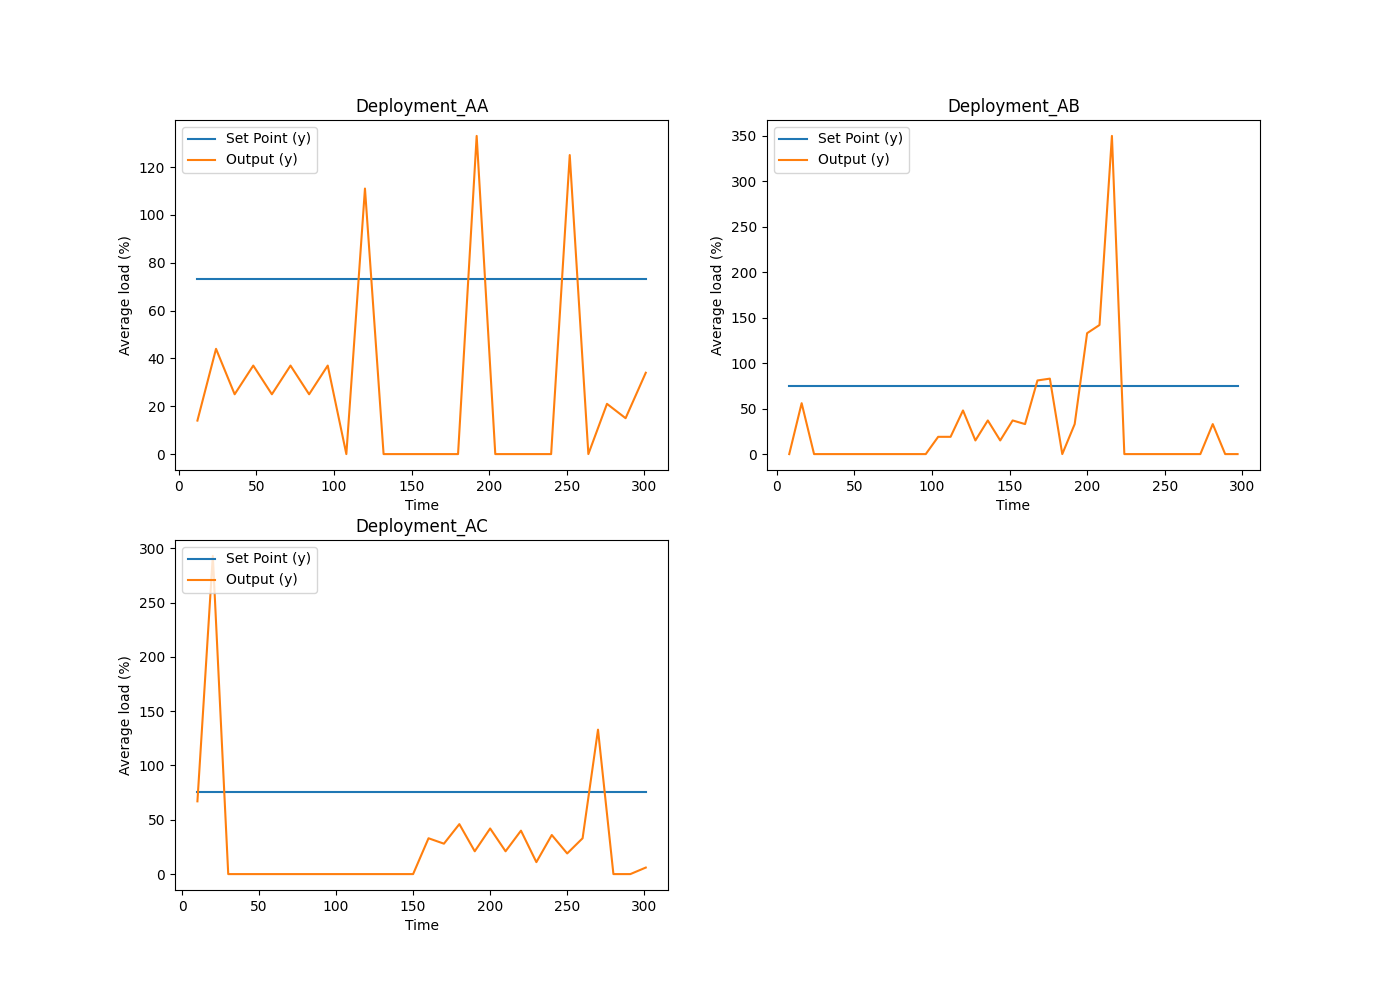 Deployment_AA
Set Point (y)
Output (y)
Average load (%)
120
100
80
60
40
20
0
0 50 100 150 200 250 300
Time
Deployment_AB
Set Point (y)
Output (y)
Average load (%)
350
300
250
200
150
100
50
0
0 50 100 150 200 250 300
Time
Deployment_AC
Set Point (y)
Output (y)
Average load (%)
300
250
200
150
100
50
0
0 50 100 150 200 250 300
Time